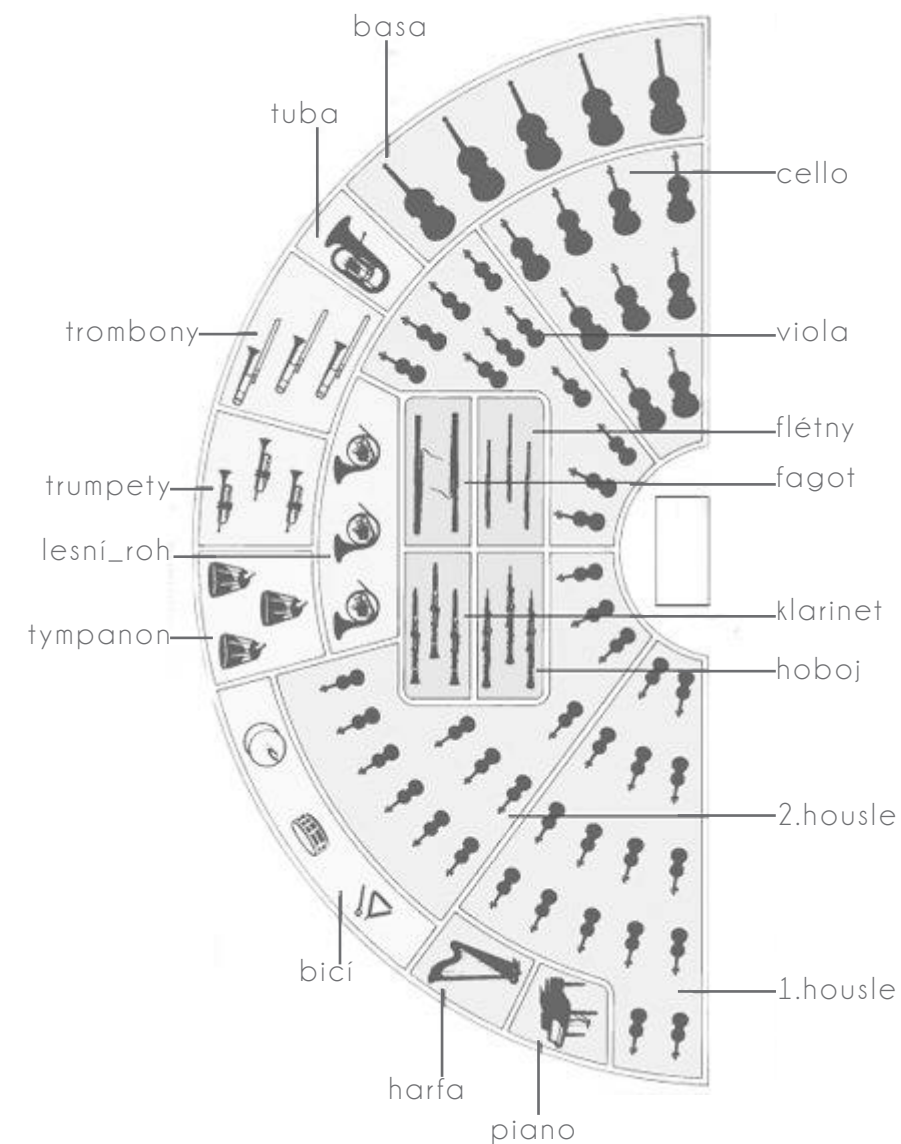 basa
tuba
cello
trombony
viola
flétny
fagot
trumpety
lesní_roh
klarinet
tympanon
hoboj
2.housle
bicí
1.housle
harfa
piano